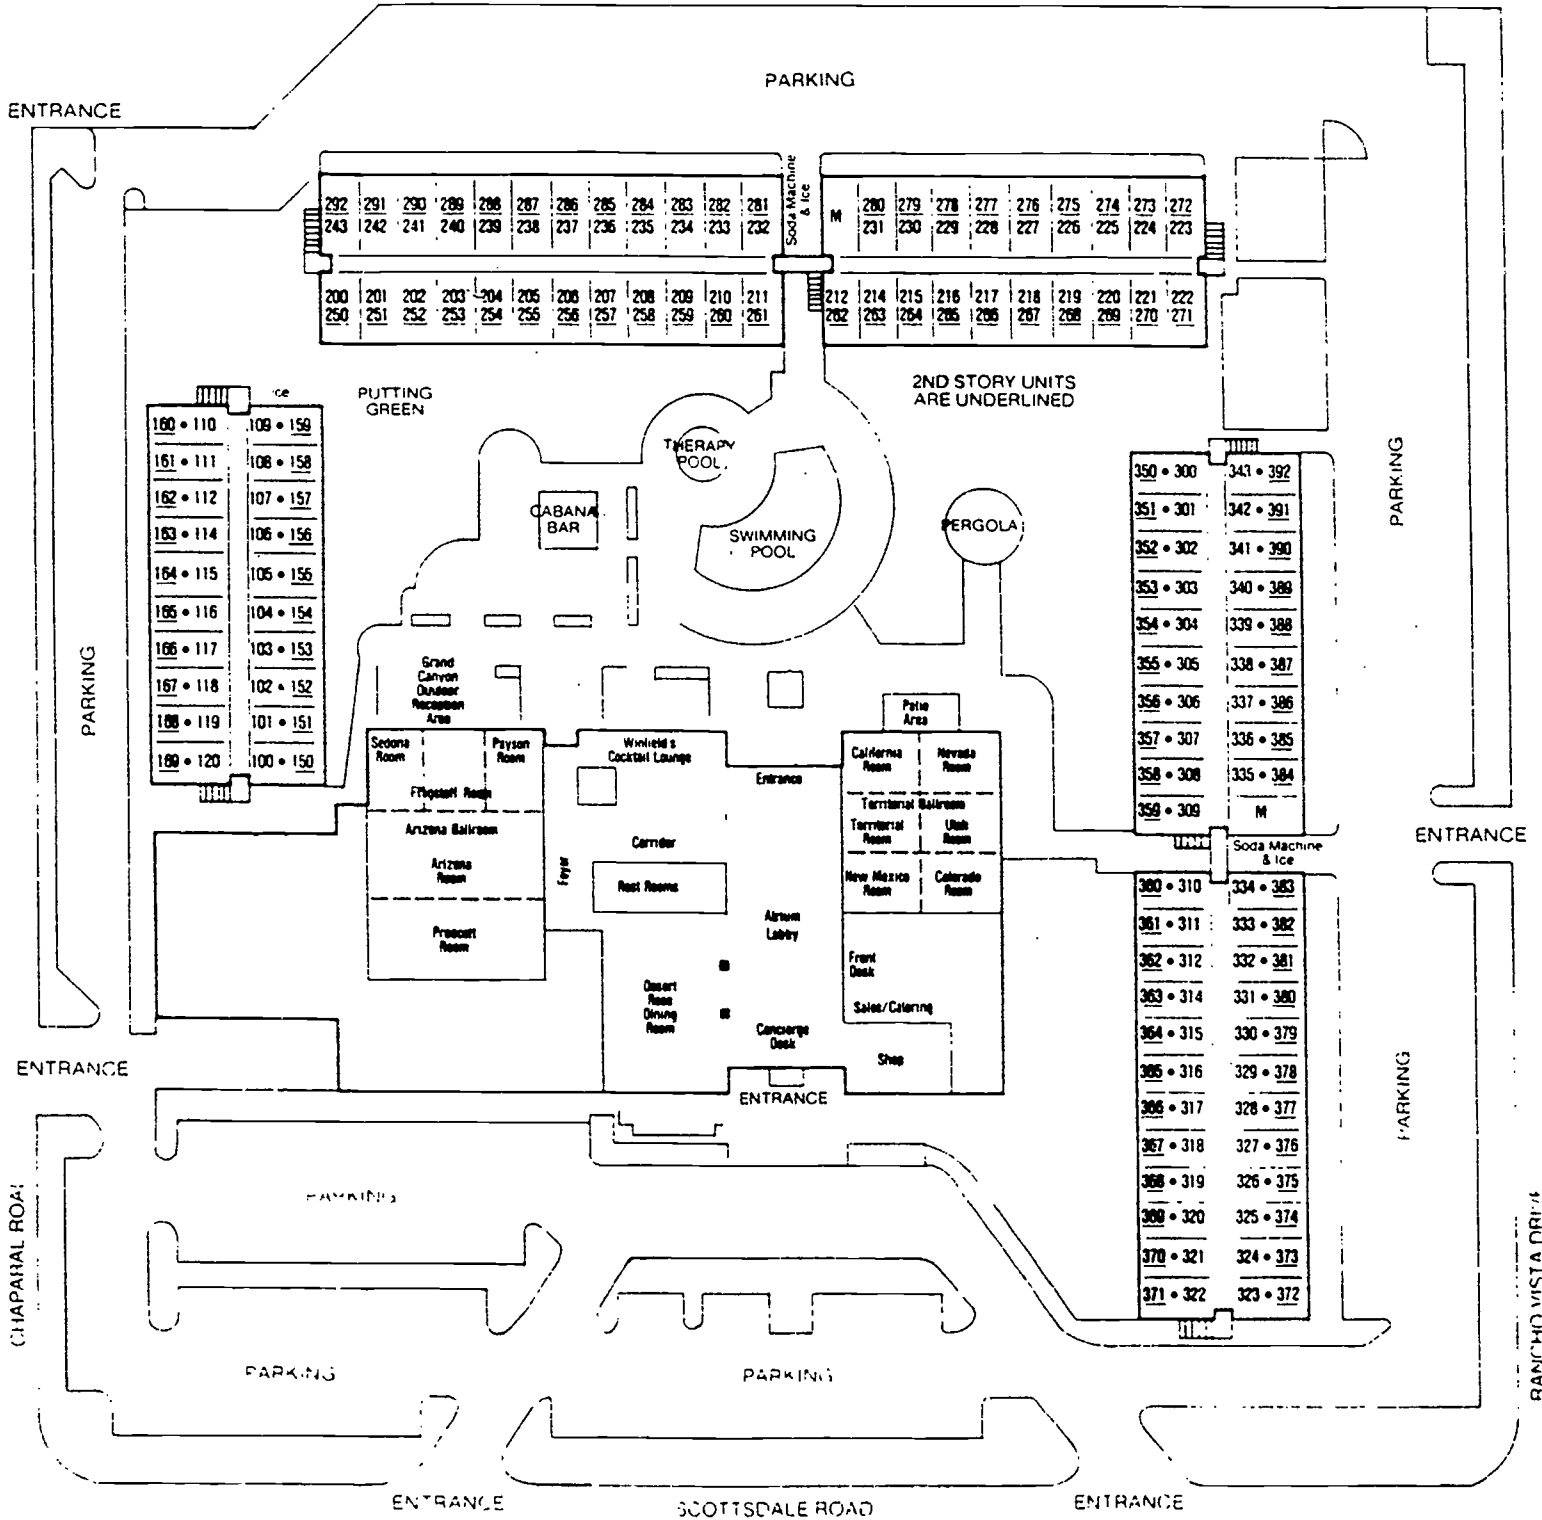 PARKING
ENTRANCE
Soda Machine
& Ice
292 291 290 289 288 287 286 285 284 283 282 281
243 242 241 240 239 238 237 236 235 234 233 232
M 280 279 278 277 276 275 274 273 272
231 230 229 228 227 226 225 224 223
200 201 202 203 204 205 206 207 208 209 210 211
250 251 252 253 254 255 256 257 258 259 260 261
212 214 215 216 217 218 219 220 221 222
262 263 264 265 266 267 268 269 270 271
PUTTING
GREEN
2ND STORY UNITS
ARE UNDERLINED
160 • 110 109 • 159
161 • 111 108 • 158
162 • 112 107 • 157
163 • 114 106 • 156
164 • 115 105 • 155
165 • 116 104 • 154
166 • 117 103 • 153
167 • 118 102 • 152
168 • 119 101 • 151
169 • 120 100 • 150
PARKING
THERAPY
POOL
CABANA
BAR
SWIMMING
POOL
PERGOLA
350 • 300 343 • 392
351 • 301 342 • 391
352 • 302 341 • 390
353 • 303 340 • 389
354 • 304 339 • 388
355 • 305 338 • 387
356 • 306 337 • 386
357 • 307 336 • 385
358 • 308 335 • 384
359 • 309 M
PARKING
ENTRANCE
Soda Machine
& Ice
360 • 310 334 • 383
361 • 311 333 • 382
362 • 312 332 • 381
363 • 314 331 • 380
364 • 315 330 • 379
365 • 316 329 • 378
366 • 317 328 • 377
367 • 318 327 • 376
368 • 319 326 • 375
369 • 320 325 • 374
370 • 321 324 • 373
371 • 322 323 • 372
PARKING
Grand
Canyon
Outdoor
Reception
Area
Sedona
Room
Payson
Room
Flagstaff Room
Arizona Ballroom
Arizona
Room
Prescott
Room
Foyer
Winfield's
Cocktail Lounge
Corridor
Rest Rooms
Entrance
Atrium
Lobby
Desert
Rose
Dining
Room
Concierge
Desk
ENTRANCE
Patio
Area
California
Room
Nevada
Room
Territorial Ballroom
Territorial
Room
Utah
Room
New Mexico
Room
Colorado
Room
Front
Desk
Sales/Catering
Shop
ENTRANCE
PARKING
CHAPARAL ROAD
PARKING
PARKING
RANCHO VISTA DRIVE
ENTRANCE
SCOTTSDALE ROAD
ENTRANCE